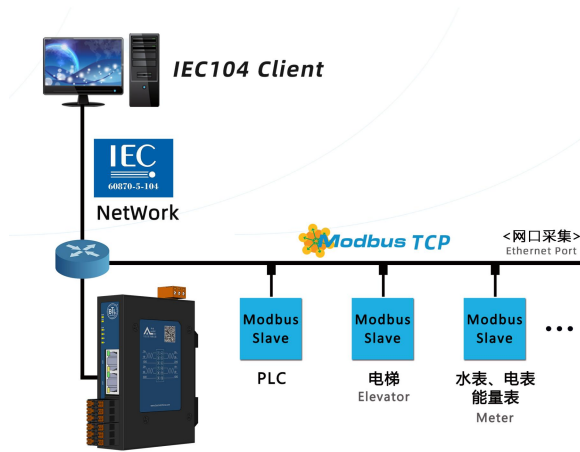 IEC104 Client
IEC
60870-5-104
NetWork
Modbus TCP
<网口采集>
Ethernet Port
Modbus
Slave
PLC
Modbus
Slave
电梯
Elevator
Modbus
Slave
水表、电表
能量表
Meter